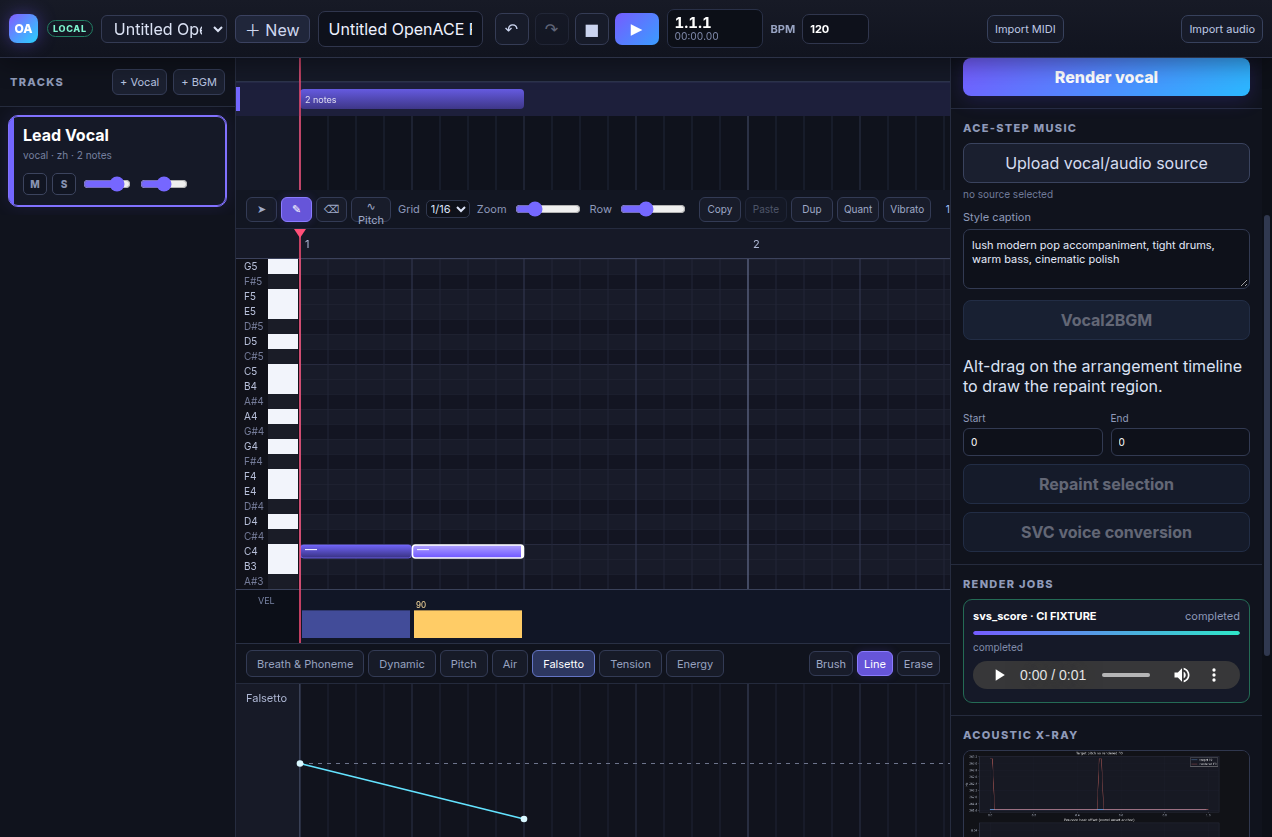 OA LOCAL Untitled Ope + New Untitled OpenACE I 1.1.1 00:00.00 BPM 120 Import MIDI Import audio
TRACKS + Vocal + BGM
Lead Vocal
vocal · zh · 2 notes
M S
2 notes
Pitch Grid 1/16 Zoom Row Copy Paste Dup Quant Vibrato 1
1 2
G5
F#5
F5
E5
D#5
D5
C#5
C5
B4
A#4
A4
G#4
G4
F#4
F4
E4
D#4
D4
C#4
C4
B3
A#3
VEL 90
Breath & Phoneme Dynamic Pitch Air Falsetto Tension Energy Brush Line Erase
Falsetto
Render vocal
ACE-STEP MUSIC
Upload vocal/audio source
no source selected
Style caption
lush modern pop accompaniment, tight drums,
warm bass, cinematic polish
Vocal2BGM
Alt-drag on the arrangement timeline
to draw the repaint region.
Start End
0 0
Repaint selection
SVC voice conversion
RENDER JOBS
svs_score · CI FIXTURE completed
completed
0:00 / 0:01
ACOUSTIC X-RAY